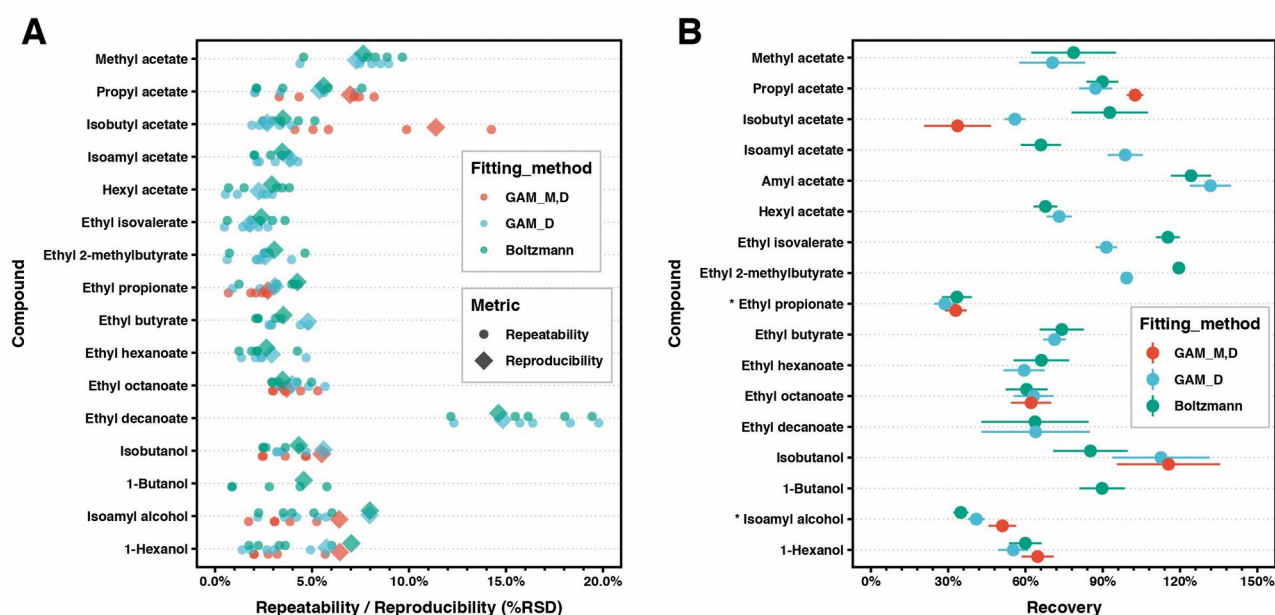 A
Compound
Methyl acetate
Propyl acetate
Isobutyl acetate
Isoamyl acetate
Hexyl acetate
Ethyl isovalerate
Ethyl 2-methylbutyrate
Ethyl propionate
Ethyl butyrate
Ethyl hexanoate
Ethyl octanoate
Ethyl decanoate
Isobutanol
1-Butanol
Isoamyl alcohol
1-Hexanol
Fitting_method
GAM_M,D
GAM_D
Boltzmann
Metric
Repeatability
Reproducibility
0.0% 5.0% 10.0% 15.0% 20.0%
Repeatability / Reproducibility (%RSD)
B
Compound
Methyl acetate
Propyl acetate
Isobutyl acetate
Isoamyl acetate
Amyl acetate
Hexyl acetate
Ethyl isovalerate
Ethyl 2-methylbutyrate
* Ethyl propionate
Ethyl butyrate
Ethyl hexanoate
Ethyl octanoate
Ethyl decanoate
Isobutanol
1-Butanol
* Isoamyl alcohol
1-Hexanol
Fitting_method
GAM_M,D
GAM_D
Boltzmann
0% 30% 60% 90% 120% 150%
Recovery